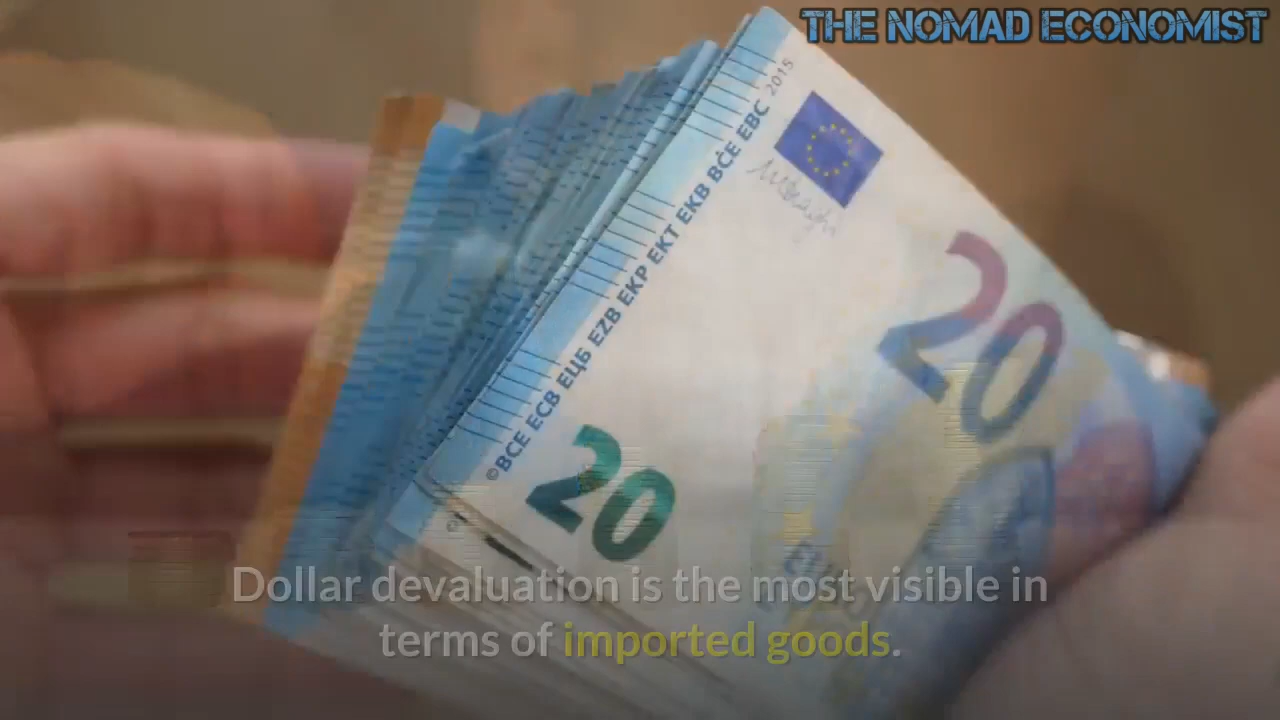 THE NOMAD ECONOMIST
©BCE ECB ЕЦБ EZB EKP EKT EKB BĊE EBC 2015
20
20
Dollar devaluation is the most visible in
terms of imported goods.